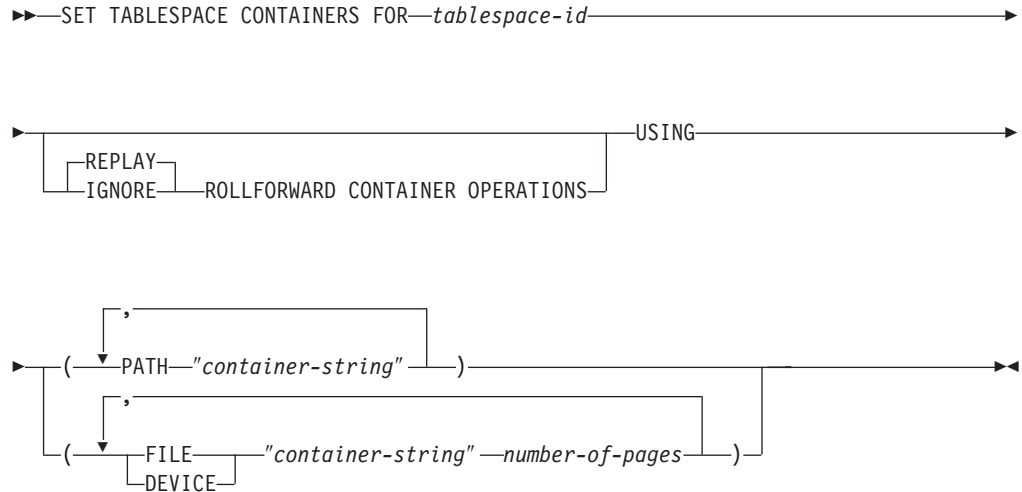 SET TABLESPACE CONTAINERS FOR tablespace-id
USING
REPLAY
IGNORE ROLLFORWARD CONTAINER OPERATIONS
,
( PATH "container-string" )
,
( FILE "container-string" number-of-pages )
DEVICE